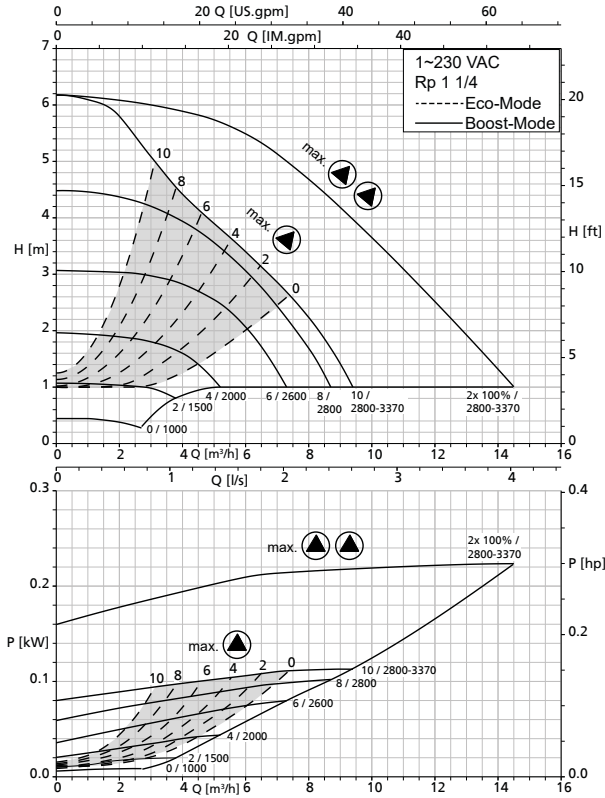 0 20 Q [US.gpm] 40 60
0 20 Q [IM.gpm] 40 60
7
6
5
4
H [m]
3
2
1
0
1~230 VAC
Rp 1 1/4
Eco-Mode
Boost-Mode
20
15
H [ft]
10
5
0
max.
max.
10
8
6
4
2
0
4 / 2000
6 / 2600
8 /
2800
10 /
2800-3370
2x 100% /
2800-3370
2 / 1500
0 / 1000
0 2 4 Q [m³/h] 6 8 10 12 14 16
0 1 Q [l/s] 2 3 4
0.3
0.2
P [kW]
0.1
0.0
0.4
P [hp]
0.2
0.0
max.
2x 100% /
2800-3370
max.
10 8 6 4 2 0
10 / 2800-3370
8 / 2800
6 / 2600
4 / 2000
2 / 1500
0 / 1000
0 2 4 Q [m³/h] 6 8 10 12 14 16